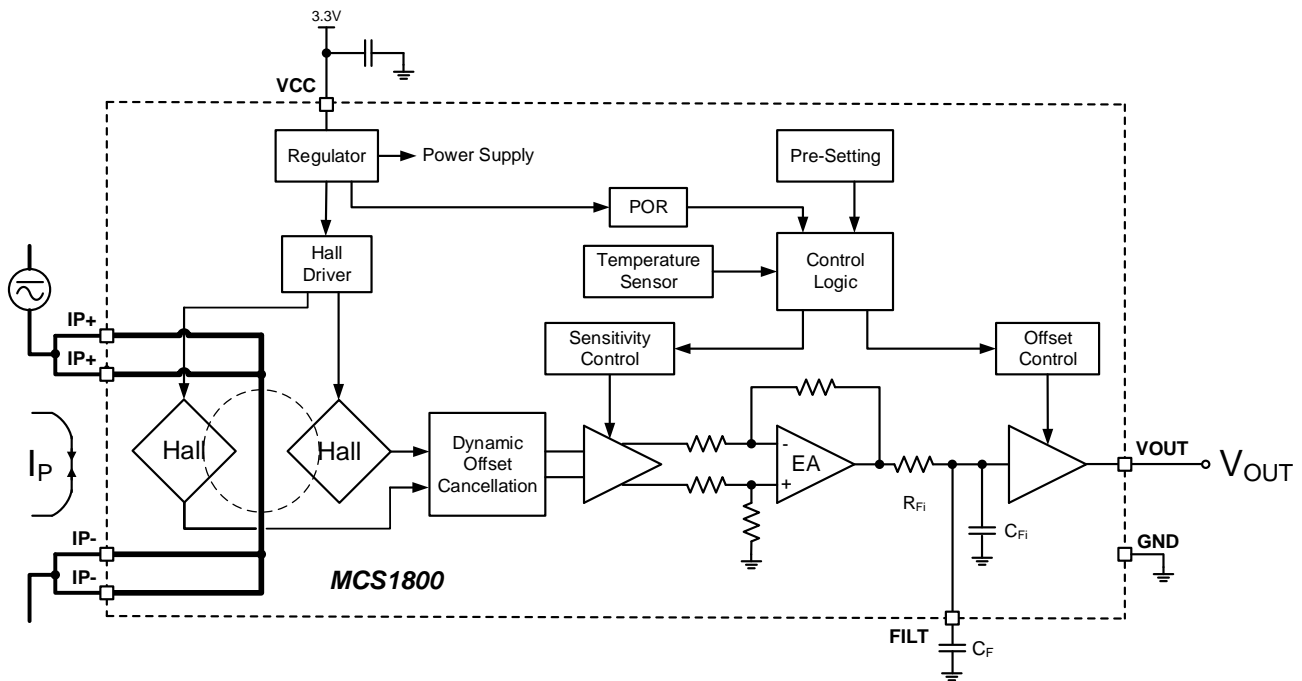 3.3V
VCC
Regulator
Power Supply
Pre-Setting
POR
Hall
Driver
Temperature
Sensor
Control
Logic
IP+
IP+
Sensitivity
Control
Offset
Control
Hall
Hall
Dynamic
Offset
Cancellation
-
EA
+
VOUT
VOUT
IP
RFi
CFi
GND
IP-
IP-
MCS1800
FILT
CF